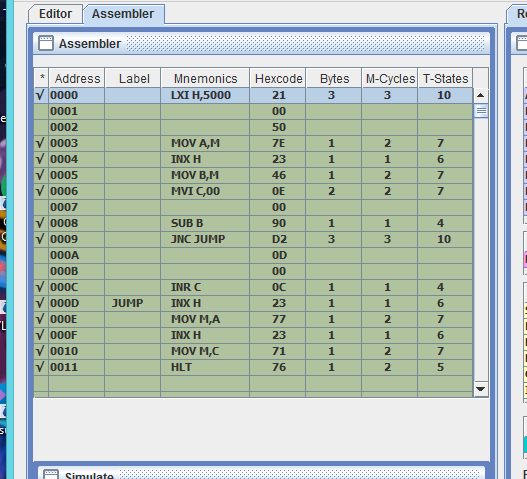 Editor Assembler
Assembler
* Address Label Mnemonics Hexcode Bytes M-Cycles T-States
√ 0000 LXI H,5000 21 3 3 10
0001 00
0002 50
√ 0003 MOV A,M 7E 1 2 7
√ 0004 INX H 23 1 1 6
√ 0005 MOV B,M 46 1 2 7
√ 0006 MVI C,00 0E 2 2 7
0007 00
√ 0008 SUB B 90 1 1 4
√ 0009 JNC JUMP D2 3 3 10
000A 0D
000B 00
√ 000C INR C 0C 1 1 4
√ 000D JUMP INX H 23 1 1 6
√ 000E MOV M,A 77 1 2 7
√ 000F INX H 23 1 1 6
√ 0010 MOV M,C 71 1 2 7
√ 0011 HLT 76 1 2 5
Simulate